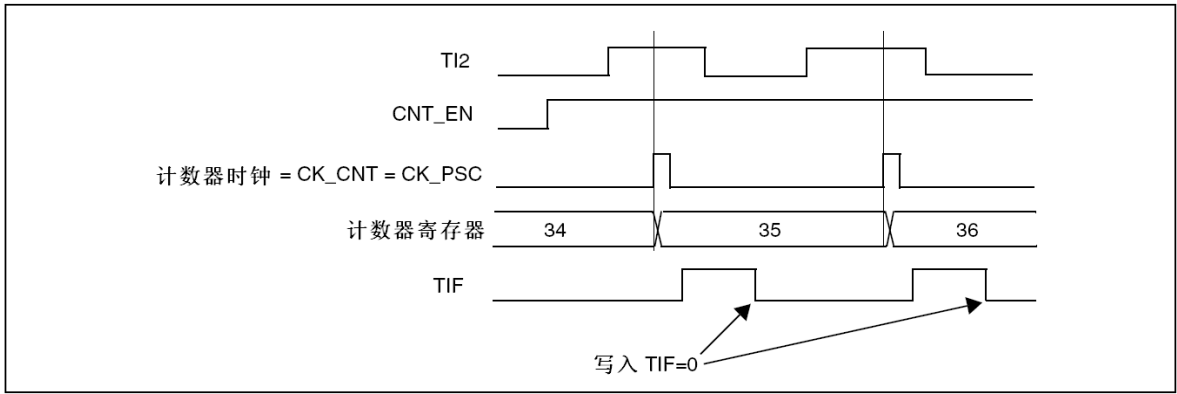 TI2
CNT_EN
计数器时钟 = CK_CNT = CK_PSC
计数器寄存器 34 35 36
TIF
写入 TIF=0